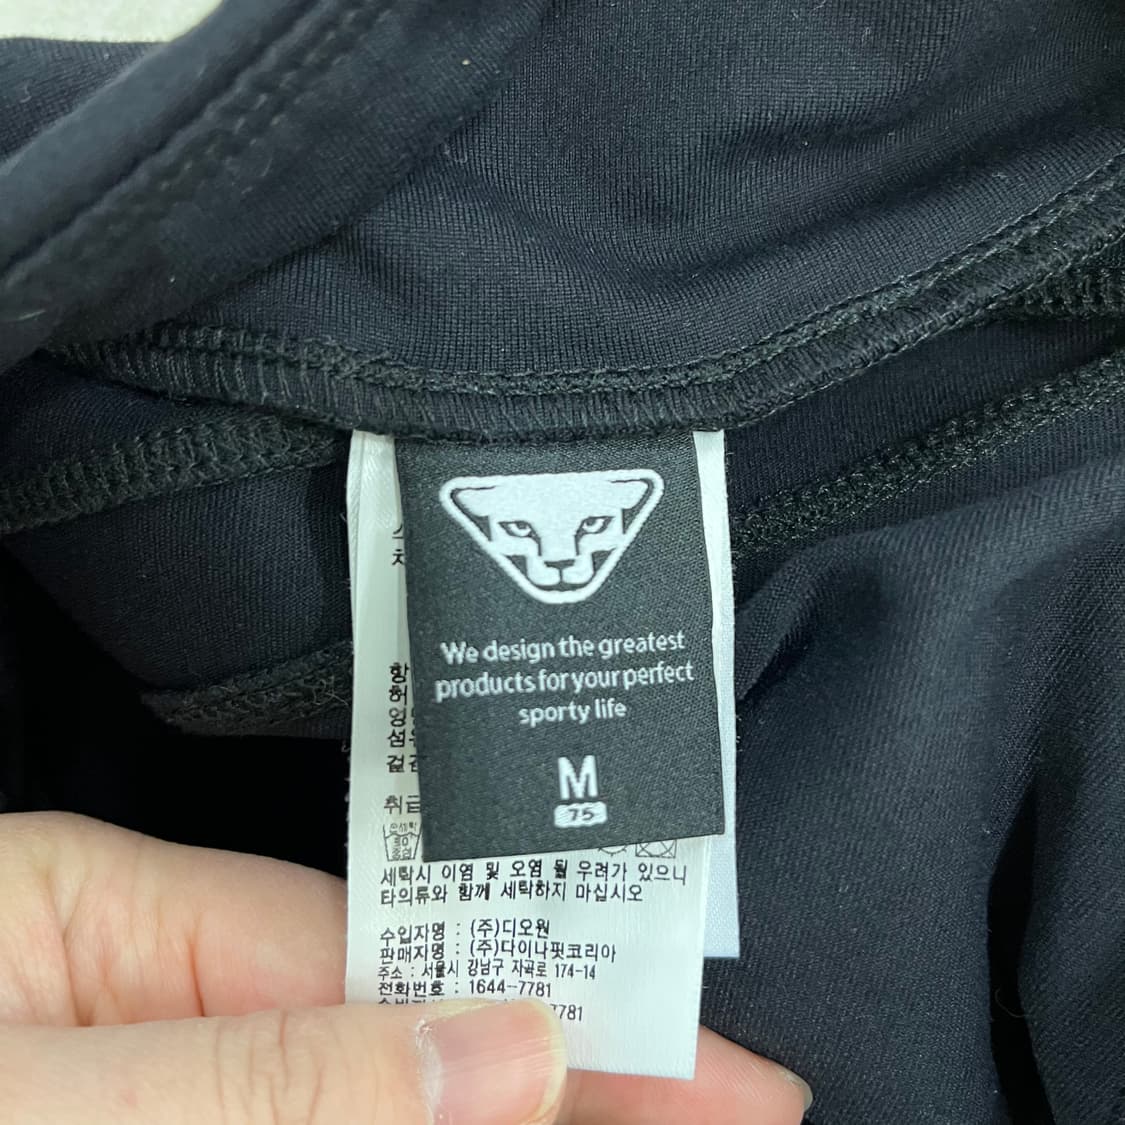 We design the greatest
products for your perfect
sporty life
M
75
세탁시 이염 및 오염 될 우려가 있으니
타의류와 함께 세탁하지 마십시오
수입자명 : (주)디오원
판매자명 : (주)다이나핏코리아
주소 : 서울시 강남구 자곡로 174-14
전화번호 : 1644-7781
7781